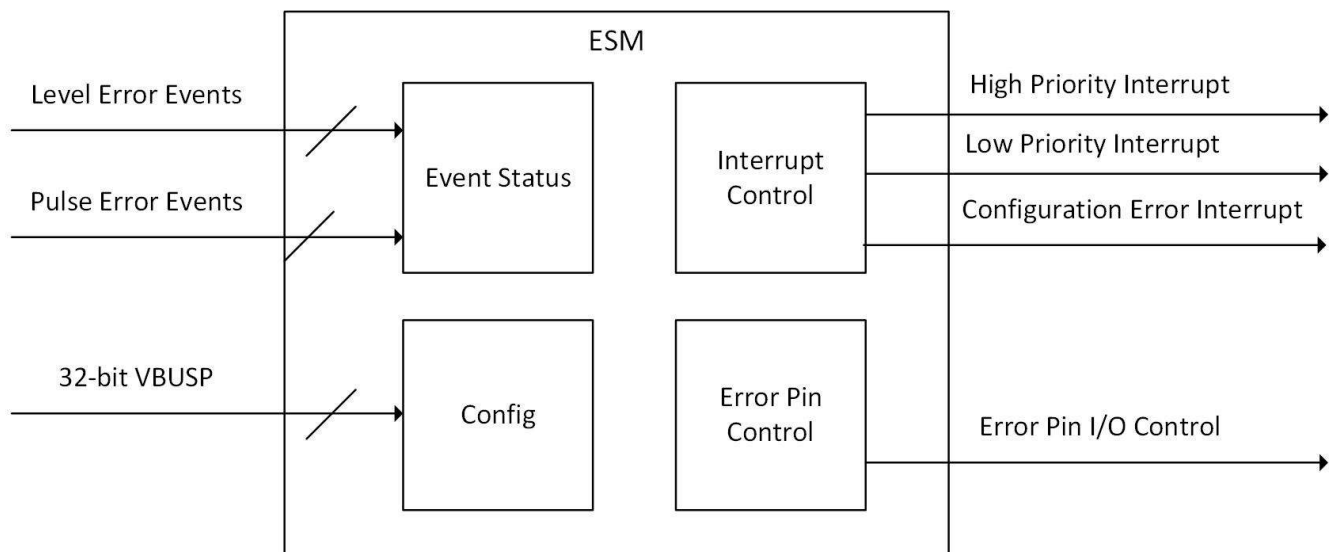 ESM
Level Error Events
Pulse Error Events
32-bit VBUSP
Event Status
Config
Interrupt
Control
Error Pin
Control
High Priority Interrupt
Low Priority Interrupt
Configuration Error Interrupt
Error Pin I/O Control